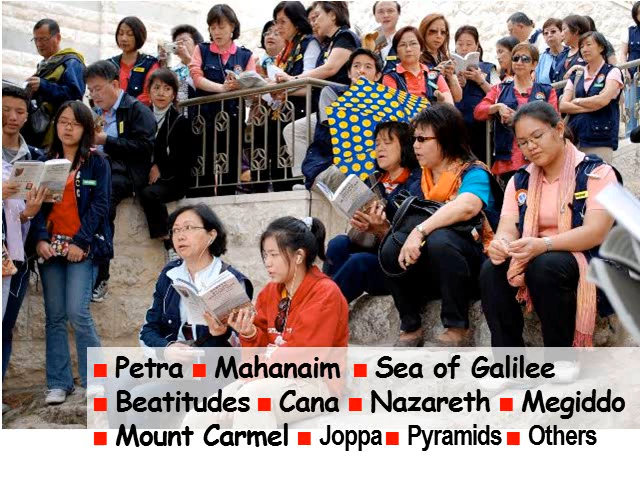 ■ Petra ■ Mahanaim ■ Sea of Galilee
■ Beatitudes ■ Cana ■ Nazareth ■ Megiddo
■ Mount Carmel ■ Joppa ■ Pyramids ■ Others